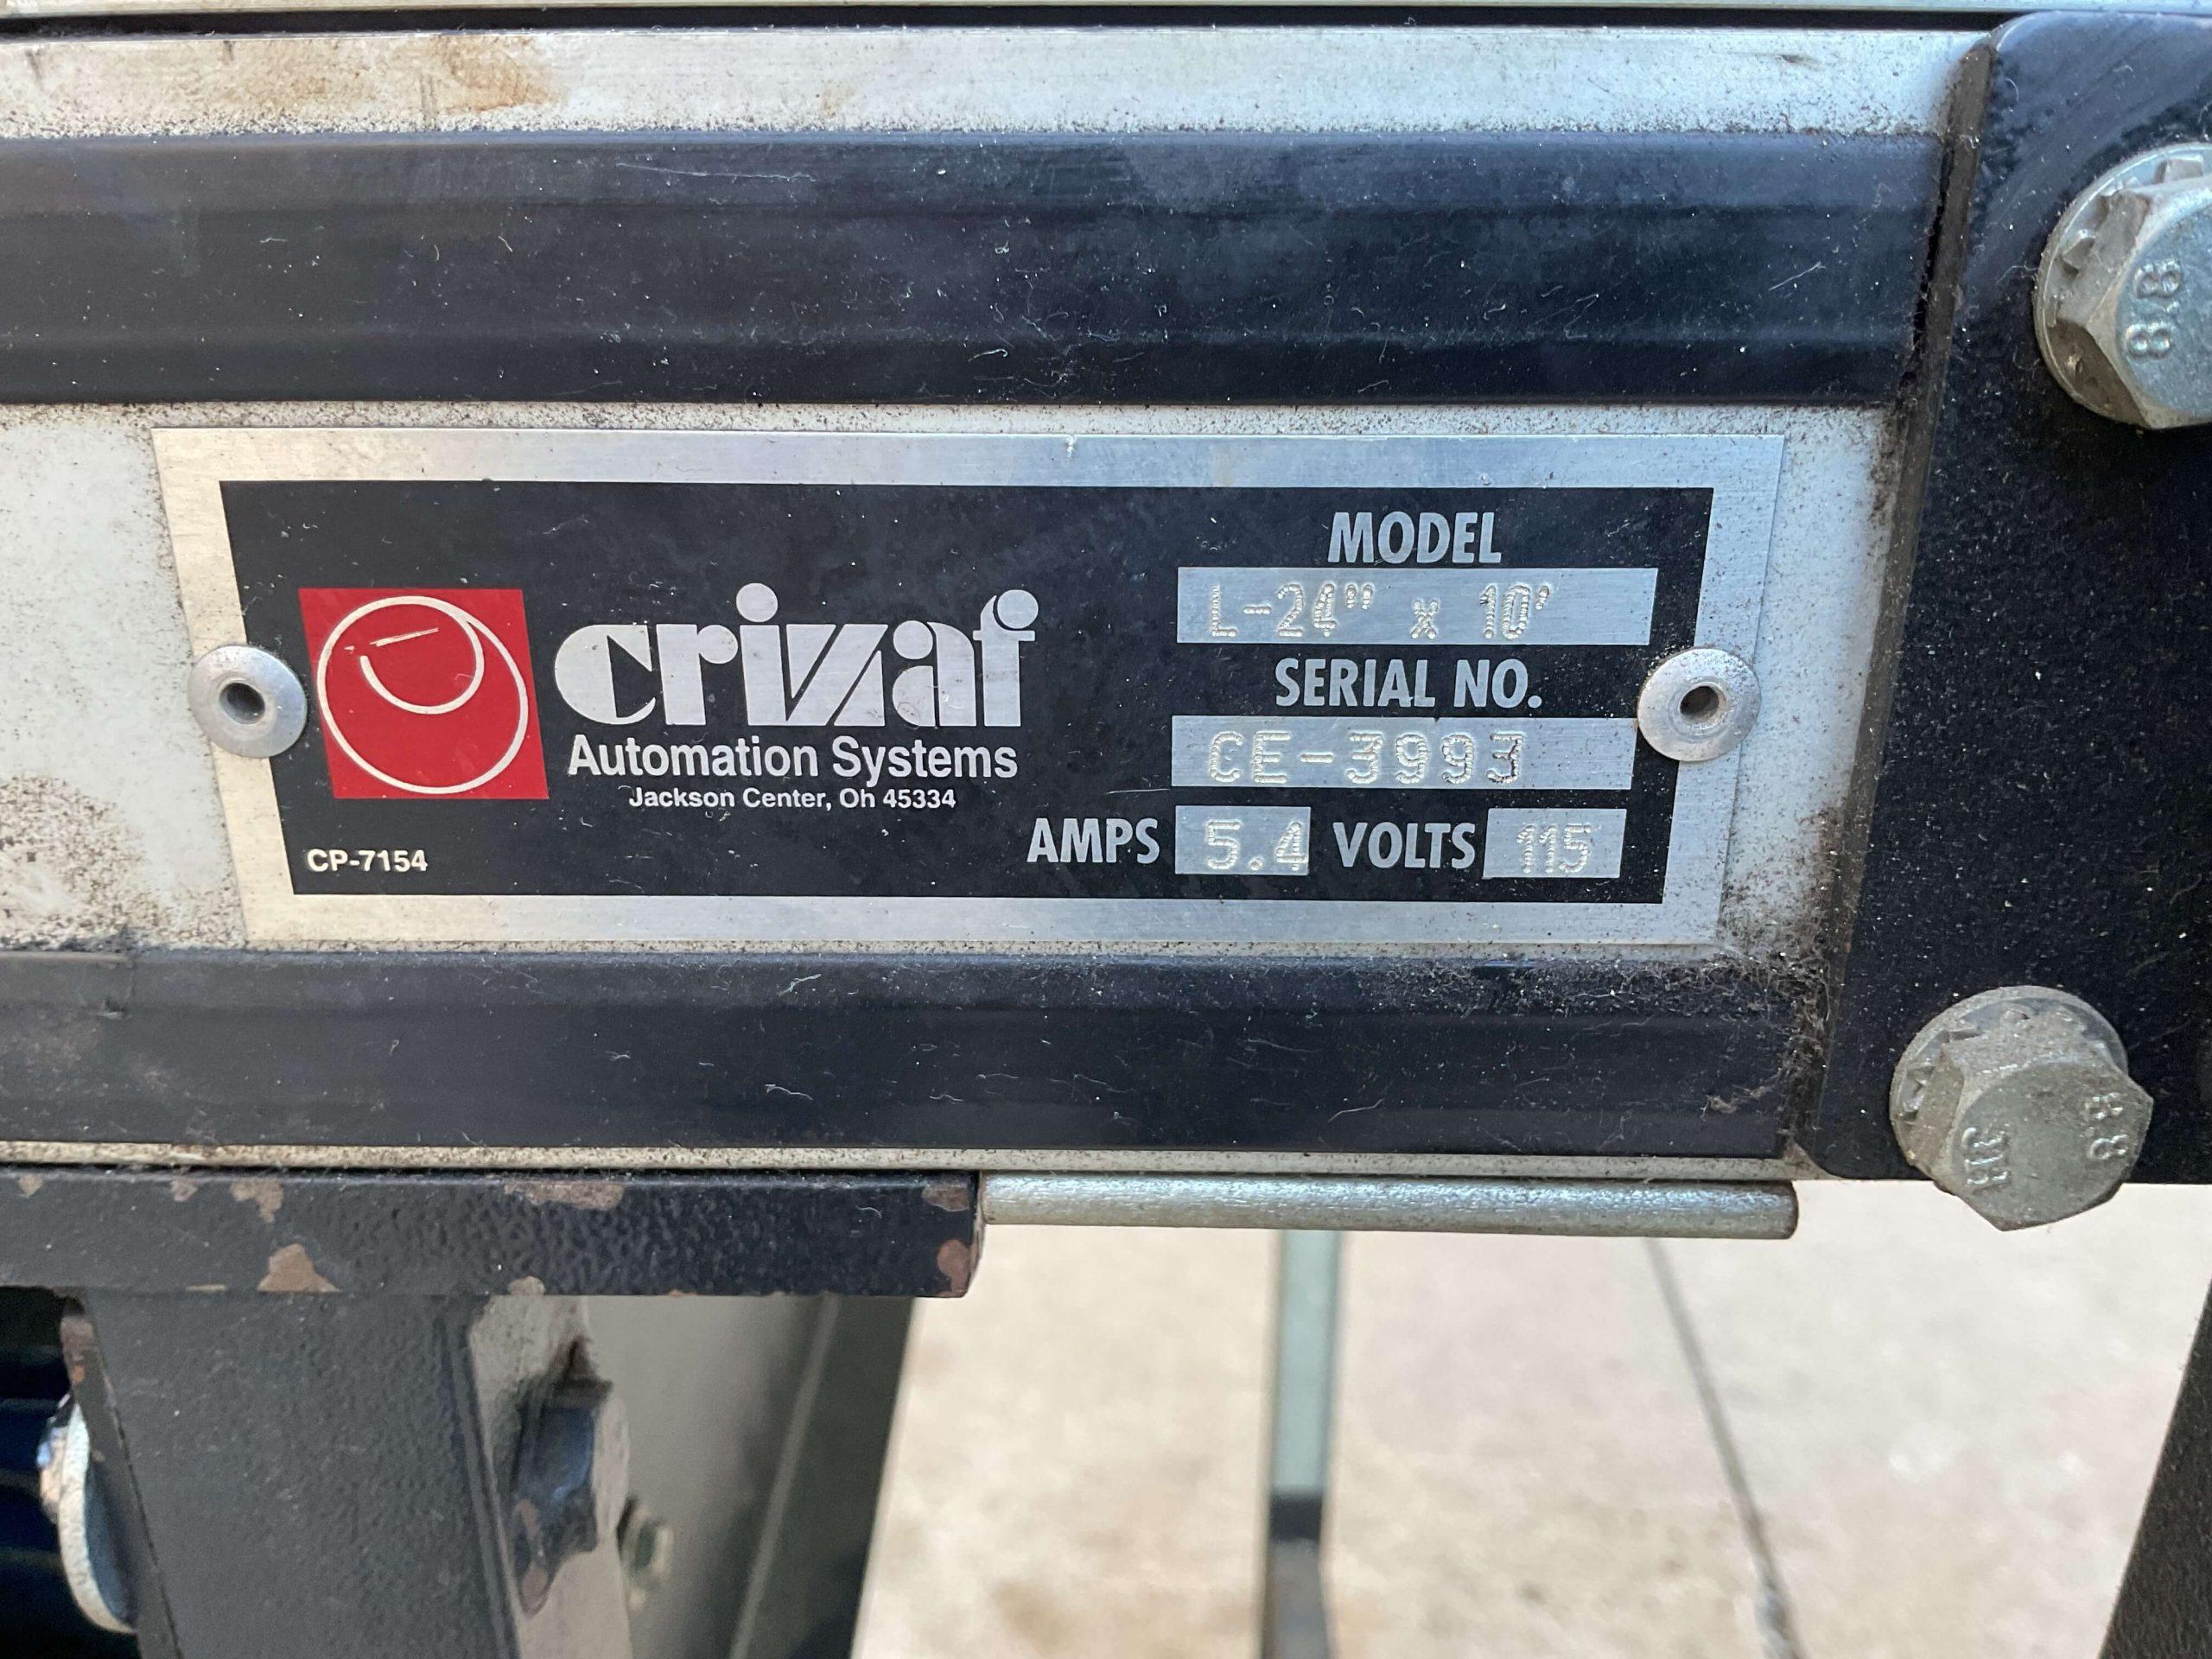 crizaf
Automation Systems
Jackson Center, Oh 45334
CP-7154
MODEL
L-24" x 10'
SERIAL NO.
CE-3993
AMPS 5.4 VOLTS 115
8.8
8.8